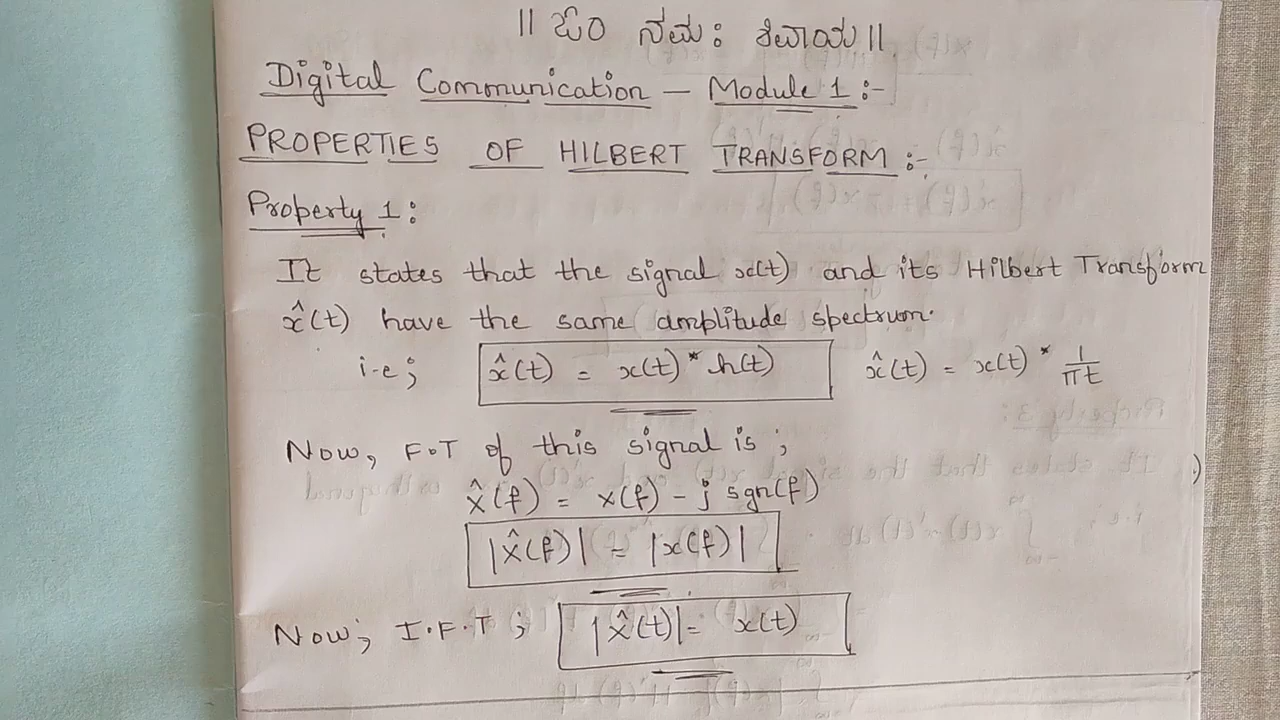 || ಓಂ ನಮಃ ಶಿವಾಯ ||
Digital Communication – Module 1 :-
PROPERTIES OF HILBERT TRANSFORM :-
Property 1 :
It states that the signal x(t) and its Hilbert Transform
x̂(t) have the same amplitude spectrum.
i.e; x̂(t) = x(t) * h(t) x̂(t) = x(t) * 1/πt
Now, F.T of this signal is ;
X̂(f) = X(f) – j sgn(f)
|X̂(f)| = |x(f)|
Now; I.F.T ; |X̂(t)| = x(t)